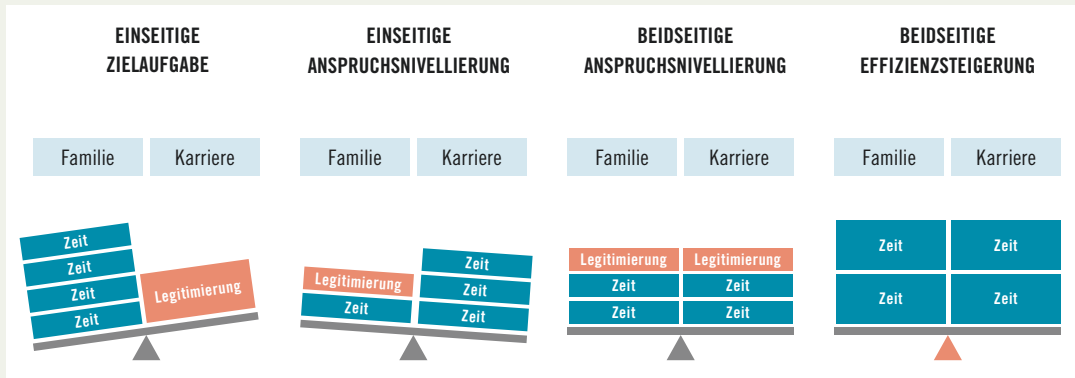 EINSEITIGE
ZIELAUFGABE
EINSEITIGE
ANSPRUCHSNIVELLIERUNG
BEIDSEITIGE
ANSPRUCHSNIVELLIERUNG
BEIDSEITIGE
EFFIZIENZSTEIGERUNG
Familie
Karriere
Familie
Karriere
Familie
Karriere
Familie
Karriere
Zeit
Zeit
Zeit
Zeit
Legitimierung
Legitimierung
Zeit
Zeit
Zeit
Zeit
Legitimierung
Legitimierung
Zeit
Zeit
Zeit
Zeit
Zeit
Zeit
Zeit
Zeit